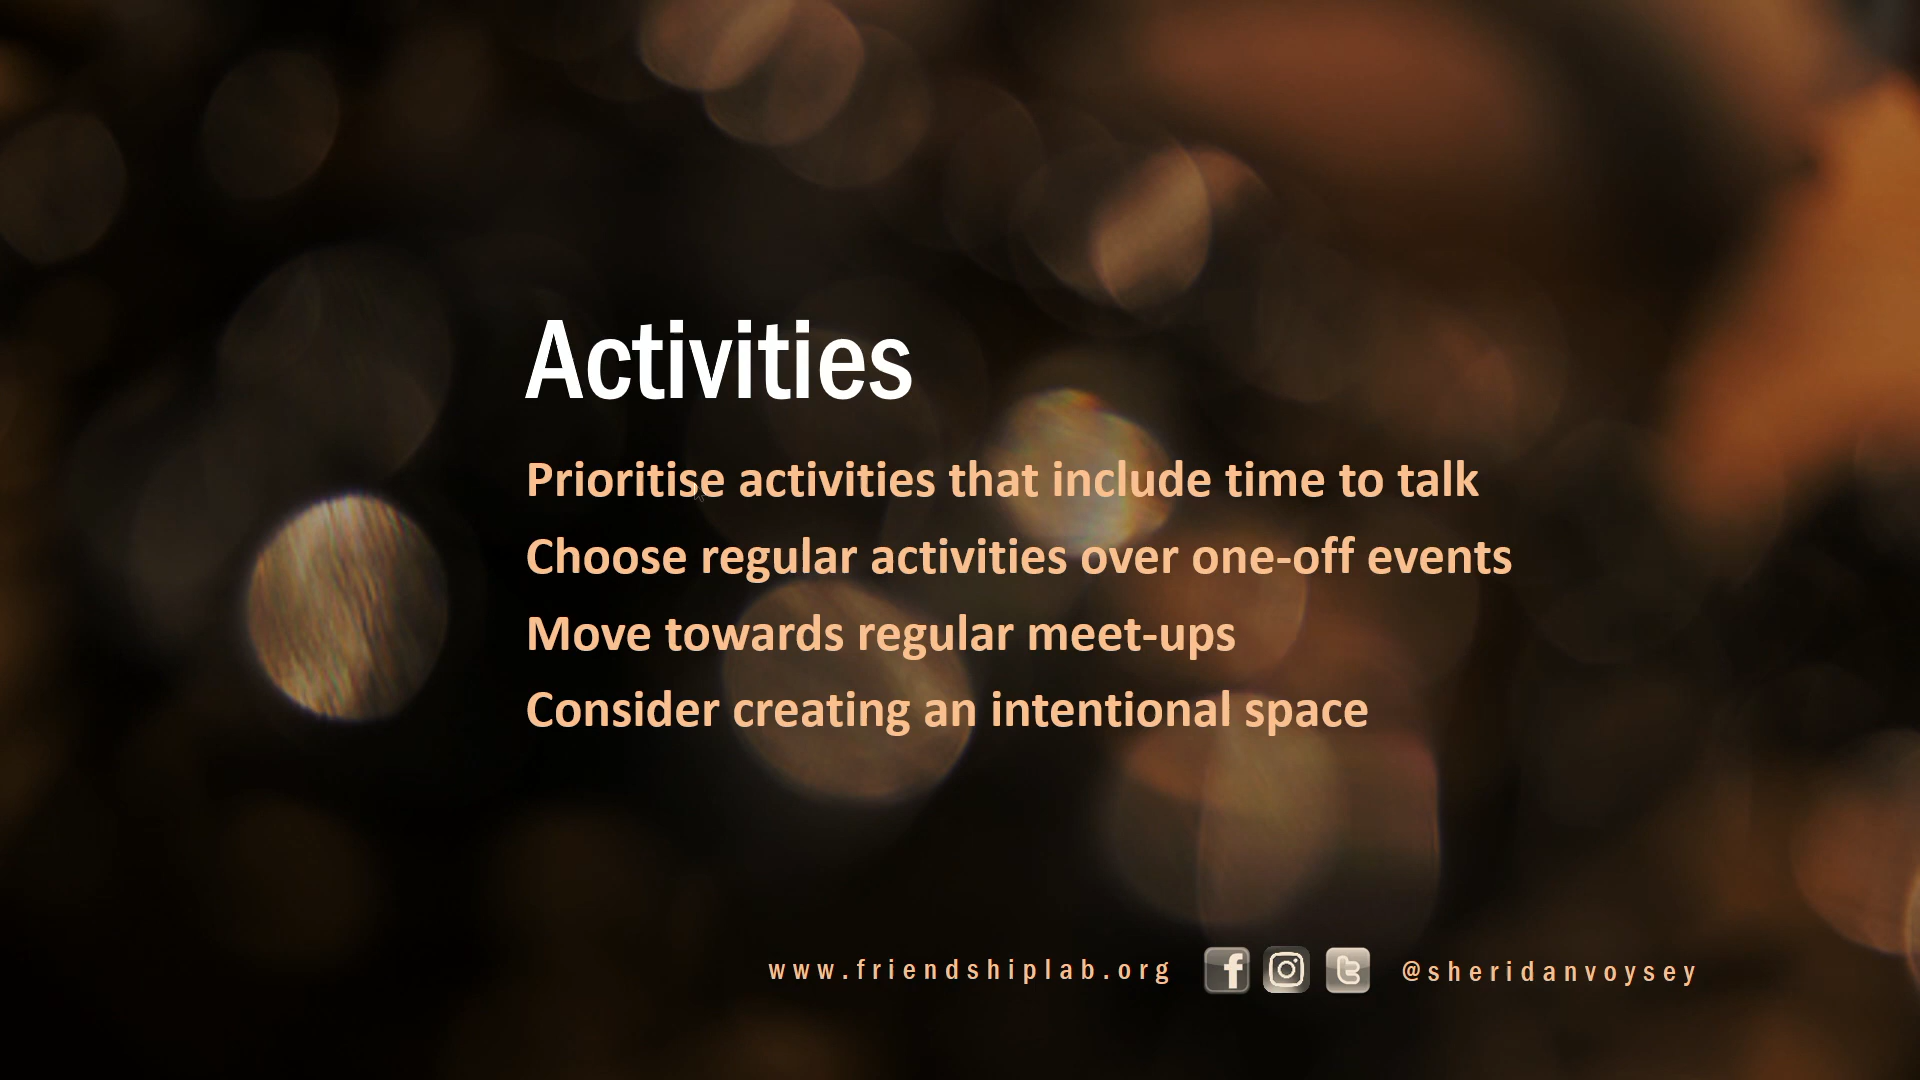 Activities
Prioritise activities that include time to talk
Choose regular activities over one-off events
Move towards regular meet-ups
Consider creating an intentional space
www.friendshiplab.org @sheridanvoysey